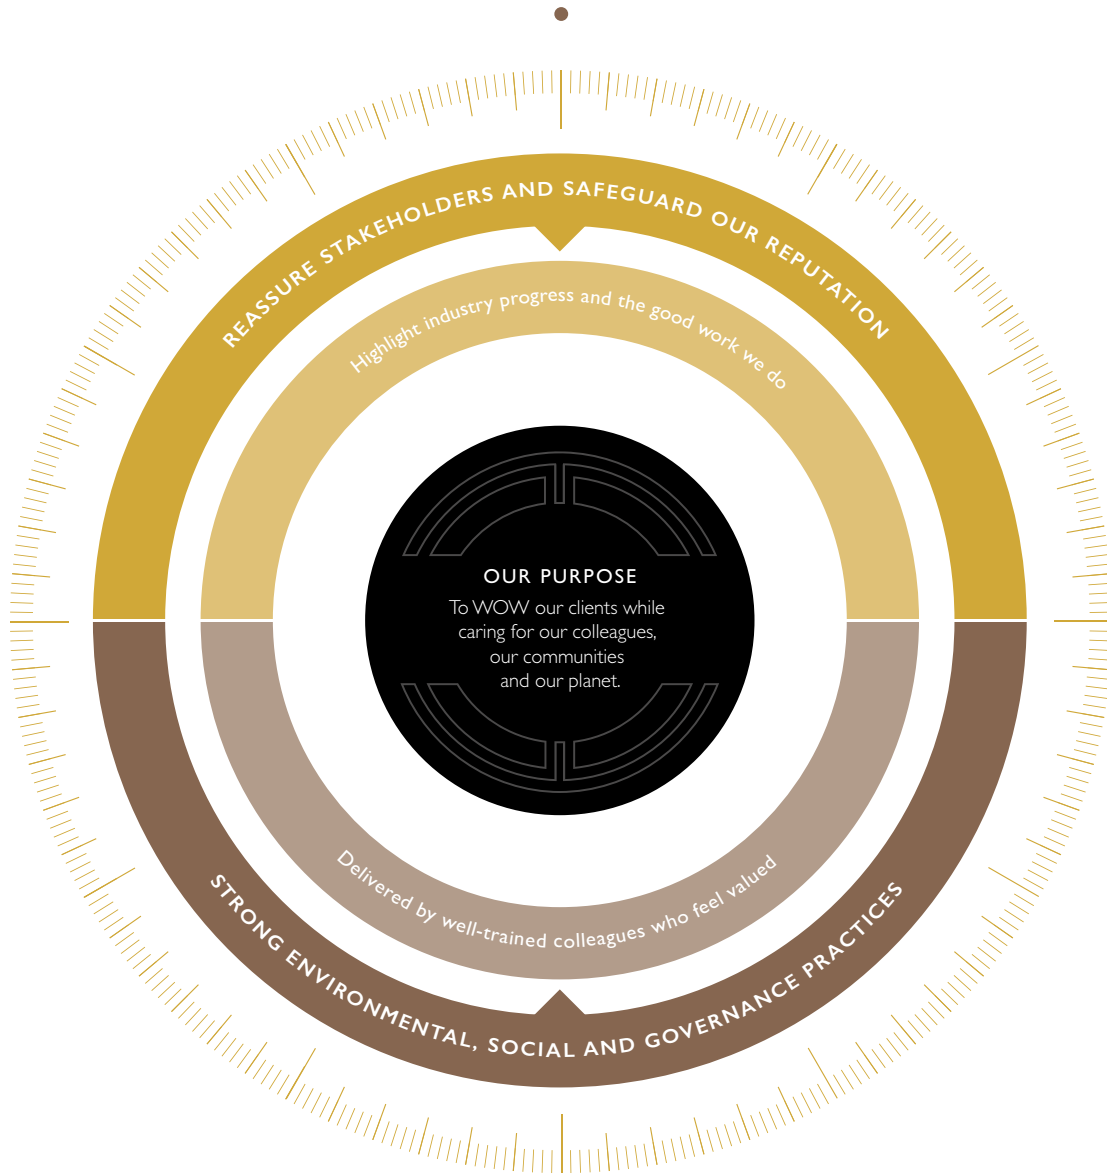 REASSURE STAKEHOLDERS AND SAFEGUARD OUR REPUTATION
Highlight industry progress and the good work we do
OUR PURPOSE
To WOW our clients while
caring for our colleagues,
our communities
and our planet.
Delivered by well-trained colleagues who feel valued
STRONG ENVIRONMENTAL, SOCIAL AND GOVERNANCE PRACTICES